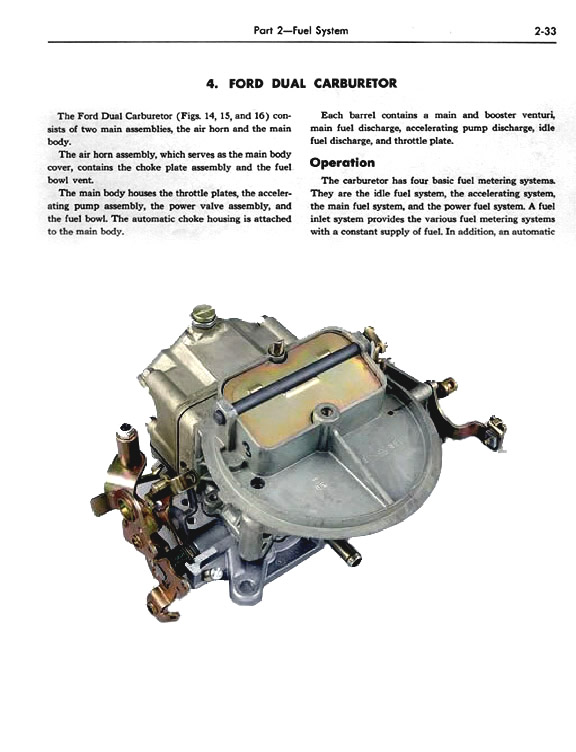 Part 2—Fuel System
2-33
4. FORD DUAL CARBURETOR
The Ford Dual Carburetor (Figs. 14, 15, and 16) con-
sists of two main assemblies, the air horn and the main
body.
The air horn assembly, which serves as the main body
cover, contains the choke plate assembly and the fuel
bowl vent.
The main body houses the throttle plates, the acceler-
ating pump assembly, the power valve assembly, and
the fuel bowl. The automatic choke housing is attached
to the main body.
Each barrel contains a main and booster venturi,
main fuel discharge, accelerating pump discharge, idle
fuel discharge, and throttle plate.
Operation
The carburetor has four basic fuel metering systems.
They are the idle fuel system, the accelerating system,
the main fuel system, and the power fuel system. A fuel
inlet system provides the various fuel metering systems
with a constant supply of fuel. In addition, an automatic